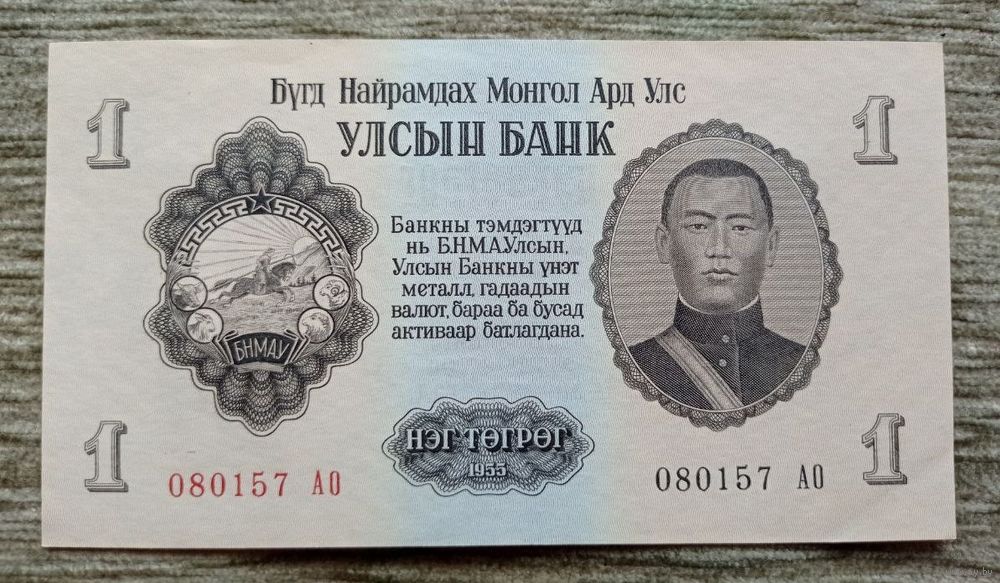 Бүгд Найрамдах Монгол Ард Улс
УЛСЫН БАНК
1
1
Банкны тэмдэгтүүд
нь Б.Н.М.А.Улсын,
Улсын Банкны үнэт
металл, гадаадын
валют, бараа ба бусад
активаар батлагдана.
БНМАУ
НЭГ ТӨГРӨГ
1955
1
1
080157 АО
080157 АО